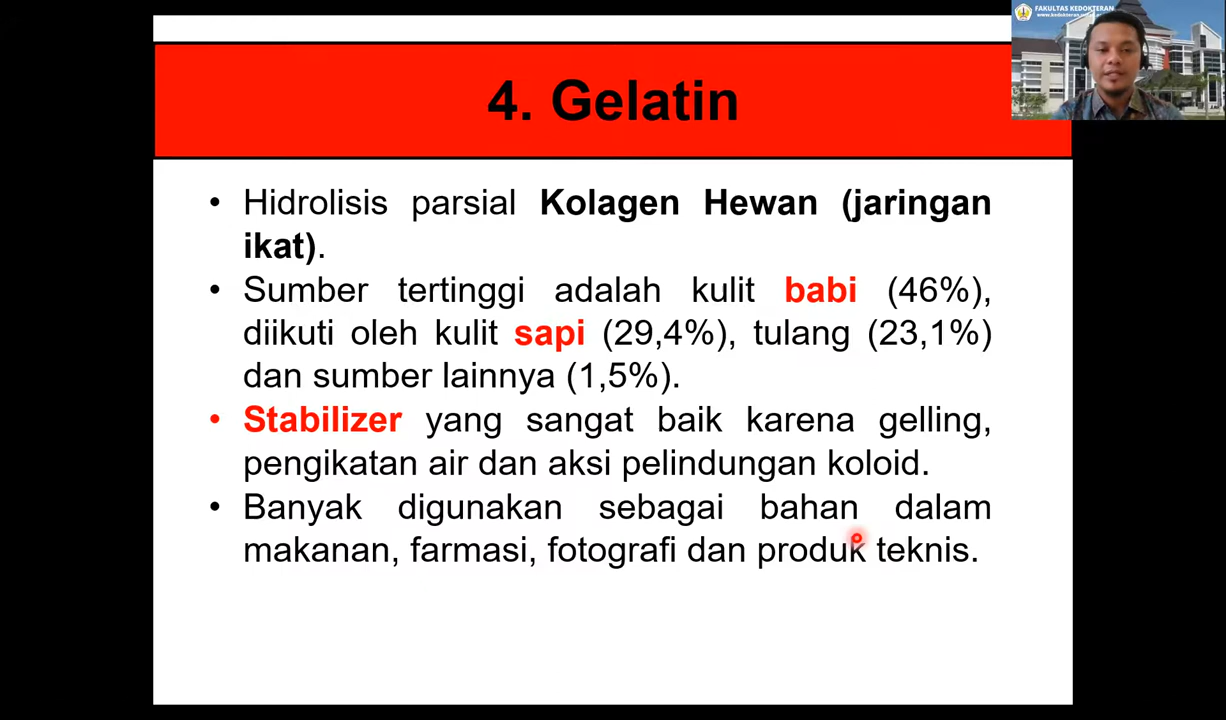 FAKULTAS KEDOKTERAN
4. Gelatin
• Hidrolisis parsial Kolagen Hewan (jaringan
ikat).
• Sumber tertinggi adalah kulit babi (46%),
diikuti oleh kulit sapi (29,4%), tulang (23,1%)
dan sumber lainnya (1,5%).
• Stabilizer yang sangat baik karena gelling,
pengikatan air dan aksi pelindungan koloid.
• Banyak digunakan sebagai bahan dalam
makanan, farmasi, fotografi dan produk teknis.